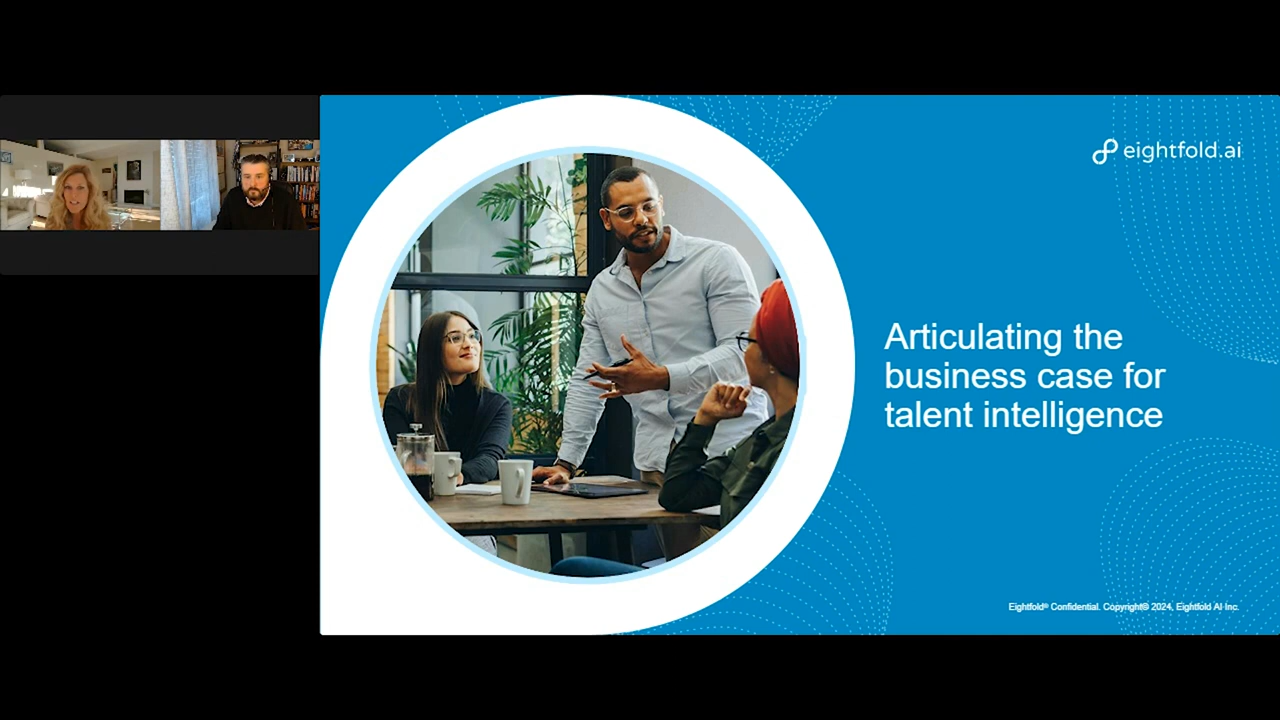 eightfold.ai
Articulating the
business case for
talent intelligence
Eightfold® Confidential. Copyright© 2024, Eightfold AI Inc.